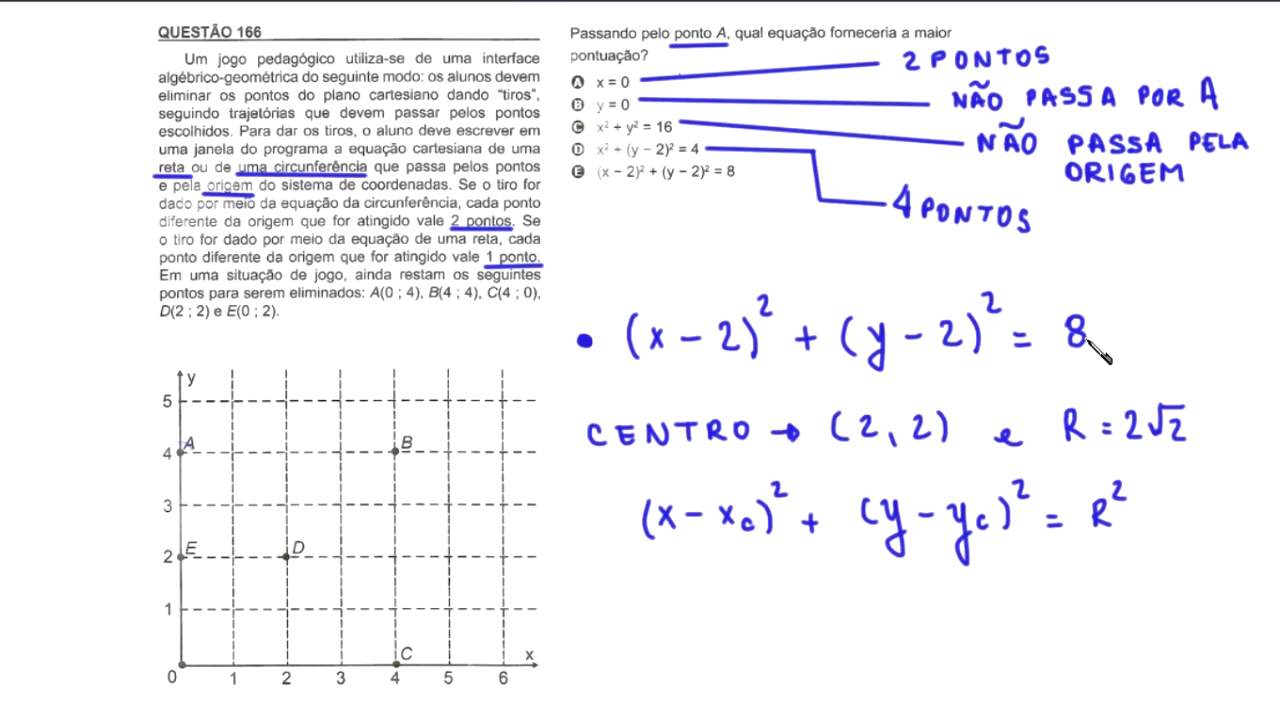 QUESTÃO 166
Um jogo pedagógico utiliza-se de uma interface
algébrico-geométrica do seguinte modo: os alunos devem
eliminar os pontos do plano cartesiano dando “tiros”,
seguindo trajetórias que devem passar pelos pontos
escolhidos. Para dar os tiros, o aluno deve escrever em
uma janela do programa a equação cartesiana de uma
reta ou de uma circunferência que passa pelos pontos
e pela origem do sistema de coordenadas. Se o tiro for
dado por meio da equação da circunferência, cada ponto
diferente da origem que for atingido vale 2 pontos. Se
o tiro for dado por meio da equação de uma reta, cada
ponto diferente da origem que for atingido vale 1 ponto.
Em uma situação de jogo, ainda restam os seguintes
pontos para serem eliminados: A(0 ; 4), B(4 ; 4), C(4 ; 0),
D(2 ; 2) e E(0 ; 2).
y
5
A
B
4
3
E
D
2
1
C
x
0 1 2 3 4 5 6
Passando pelo ponto A, qual equação forneceria a maior
pontuação?
A x = 0
B y = 0
C x² + y² = 16
D x² + (y – 2)² = 4
E (x – 2)² + (y – 2)² = 8
2 PONTOS
NÃO PASSA POR A
NÃO PASSA PELA
ORIGEM
4 PONTOS
• (x – 2)² + (y – 2)² = 8
CENTRO → (2, 2) e R = 2√2
(x – xc)² + (y – yc)² = R²